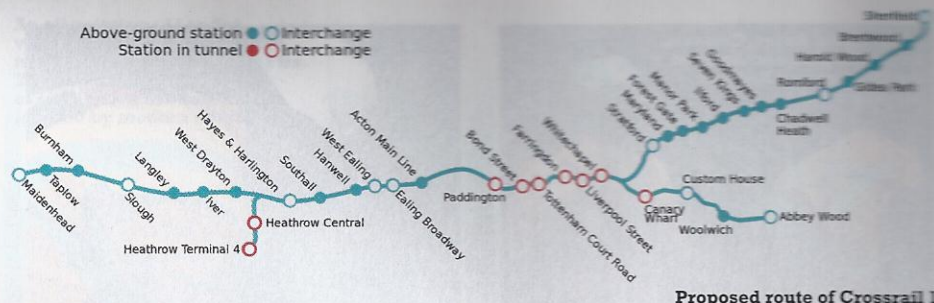 Above-ground station Interchange
Station in tunnel Interchange
Maidenhead
Taplow
Burnham
Slough
Langley
Iver
West Drayton
Hayes & Harlington
Heathrow Central
Heathrow Terminal 4
Southall
Hanwell
West Ealing
Ealing Broadway
Acton Main Line
Paddington
Bond Street
Tottenham Court Road
Farringdon
Liverpool Street
Whitechapel
Stratford
Maryland
Forest Gate
Manor Park
Ilford
Seven Kings
Goodmayes
Chadwell
Heath
Romford
Gidea Park
Harold Wood
Brentwood
Shenfield
Canary
Wharf
Custom House
Woolwich
Abbey Wood
Proposed route of Crossrail